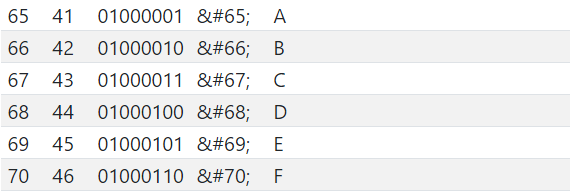 65 41 01000001 &#65; A
66 42 01000010 &#66; B
67 43 01000011 &#67; C
68 44 01000100 &#68; D
69 45 01000101 &#69; E
70 46 01000110 &#70; F